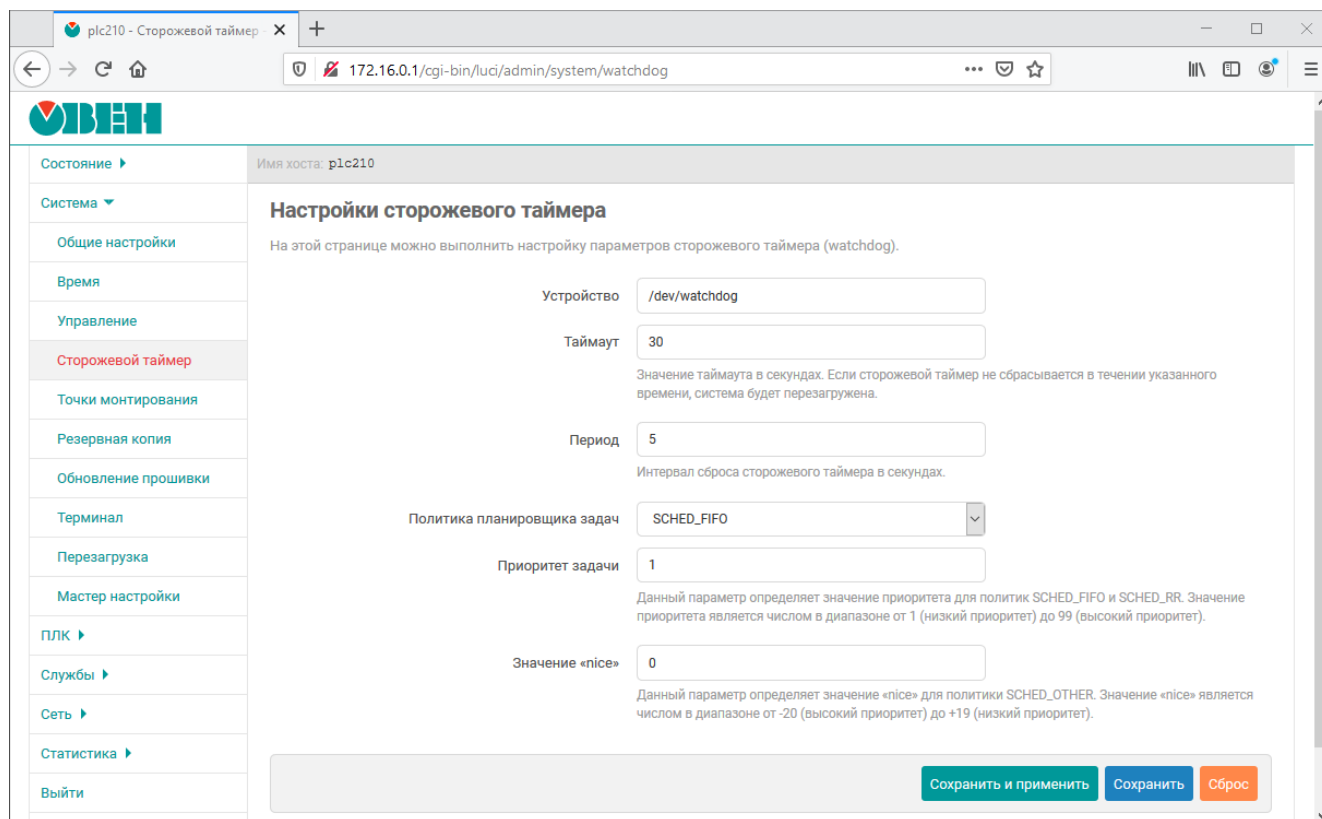 plc210 - Сторожевой таймер -
172.16.0.1/cgi-bin/luci/admin/system/watchdog
ОВЕН
Состояние
Система
Общие настройки
Время
Управление
Сторожевой таймер
Точки монтирования
Резервная копия
Обновление прошивки
Терминал
Перезагрузка
Мастер настройки
ПЛК
Службы
Сеть
Статистика
Выйти
Имя хоста: plc210
Настройки сторожевого таймера
На этой странице можно выполнить настройку параметров сторожевого таймера (watchdog).
Устройство /dev/watchdog
Таймаут 30
Значение таймаута в секундах. Если сторожевой таймер не сбрасывается в течении указанного
времени, система будет перезагружена.
Период 5
Интервал сброса сторожевого таймера в секундах.
Политика планировщика задач SCHED_FIFO
Приоритет задачи 1
Данный параметр определяет значение приоритета для политик SCHED_FIFO и SCHED_RR. Значение
приоритета является числом в диапазоне от 1 (низкий приоритет) до 99 (высокий приоритет).
Значение «nice» 0
Данный параметр определяет значение «nice» для политики SCHED_OTHER. Значение «nice» является
числом в диапазоне от -20 (высокий приоритет) до +19 (низкий приоритет).
Сохранить и применить Сохранить Сброс